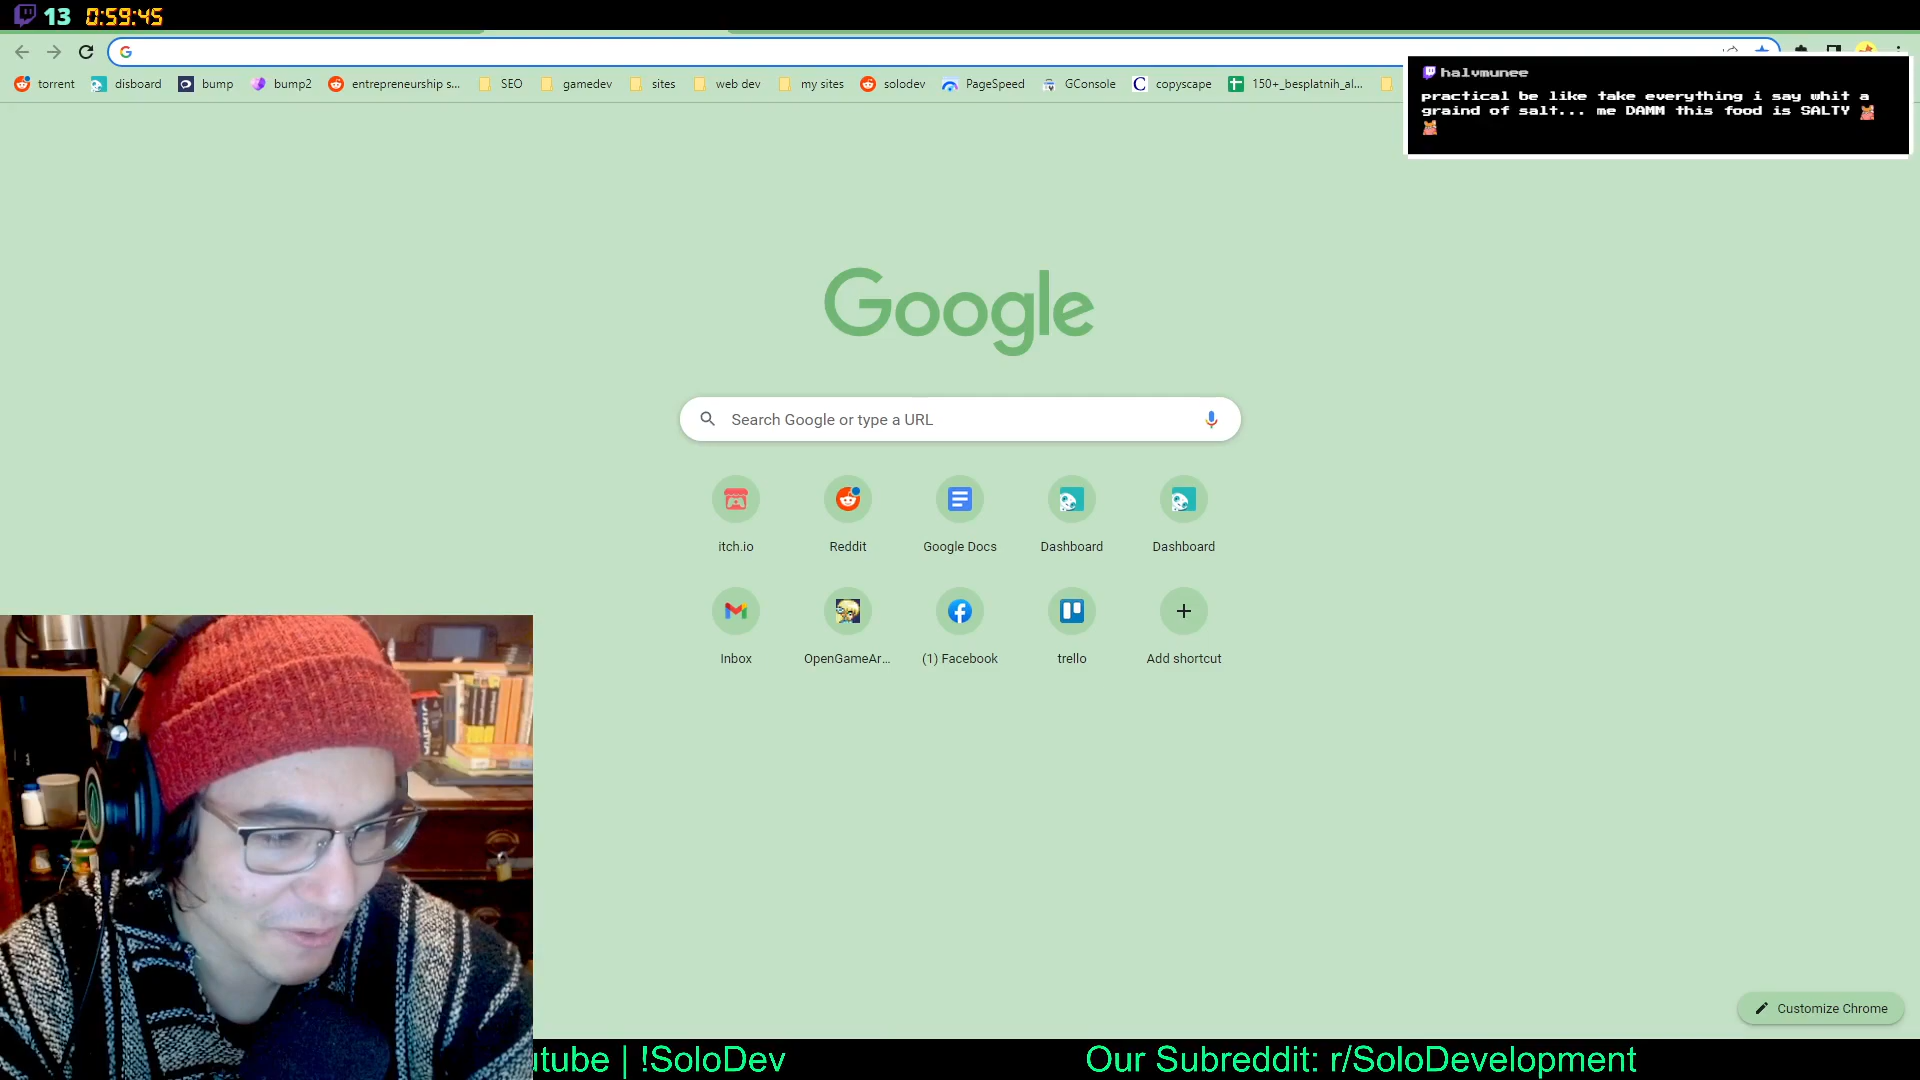 13 0:59:45
torrent disboard bump bump2 entrepreneurship s... SEO gamedev sites web dev my sites solodev PageSpeed GConsole copyscape 150+_besplatnih_al...
halvmunee
practical be like take everything i say whit a
graind of salt... me DAMM this food is SALTY
Google
Search Google or type a URL
itch.io Reddit Google Docs Dashboard Dashboard
Inbox OpenGameAr... (1) Facebook trello Add shortcut
Customize Chrome
utube | !SoloDev Our Subreddit: r/SoloDevelopment